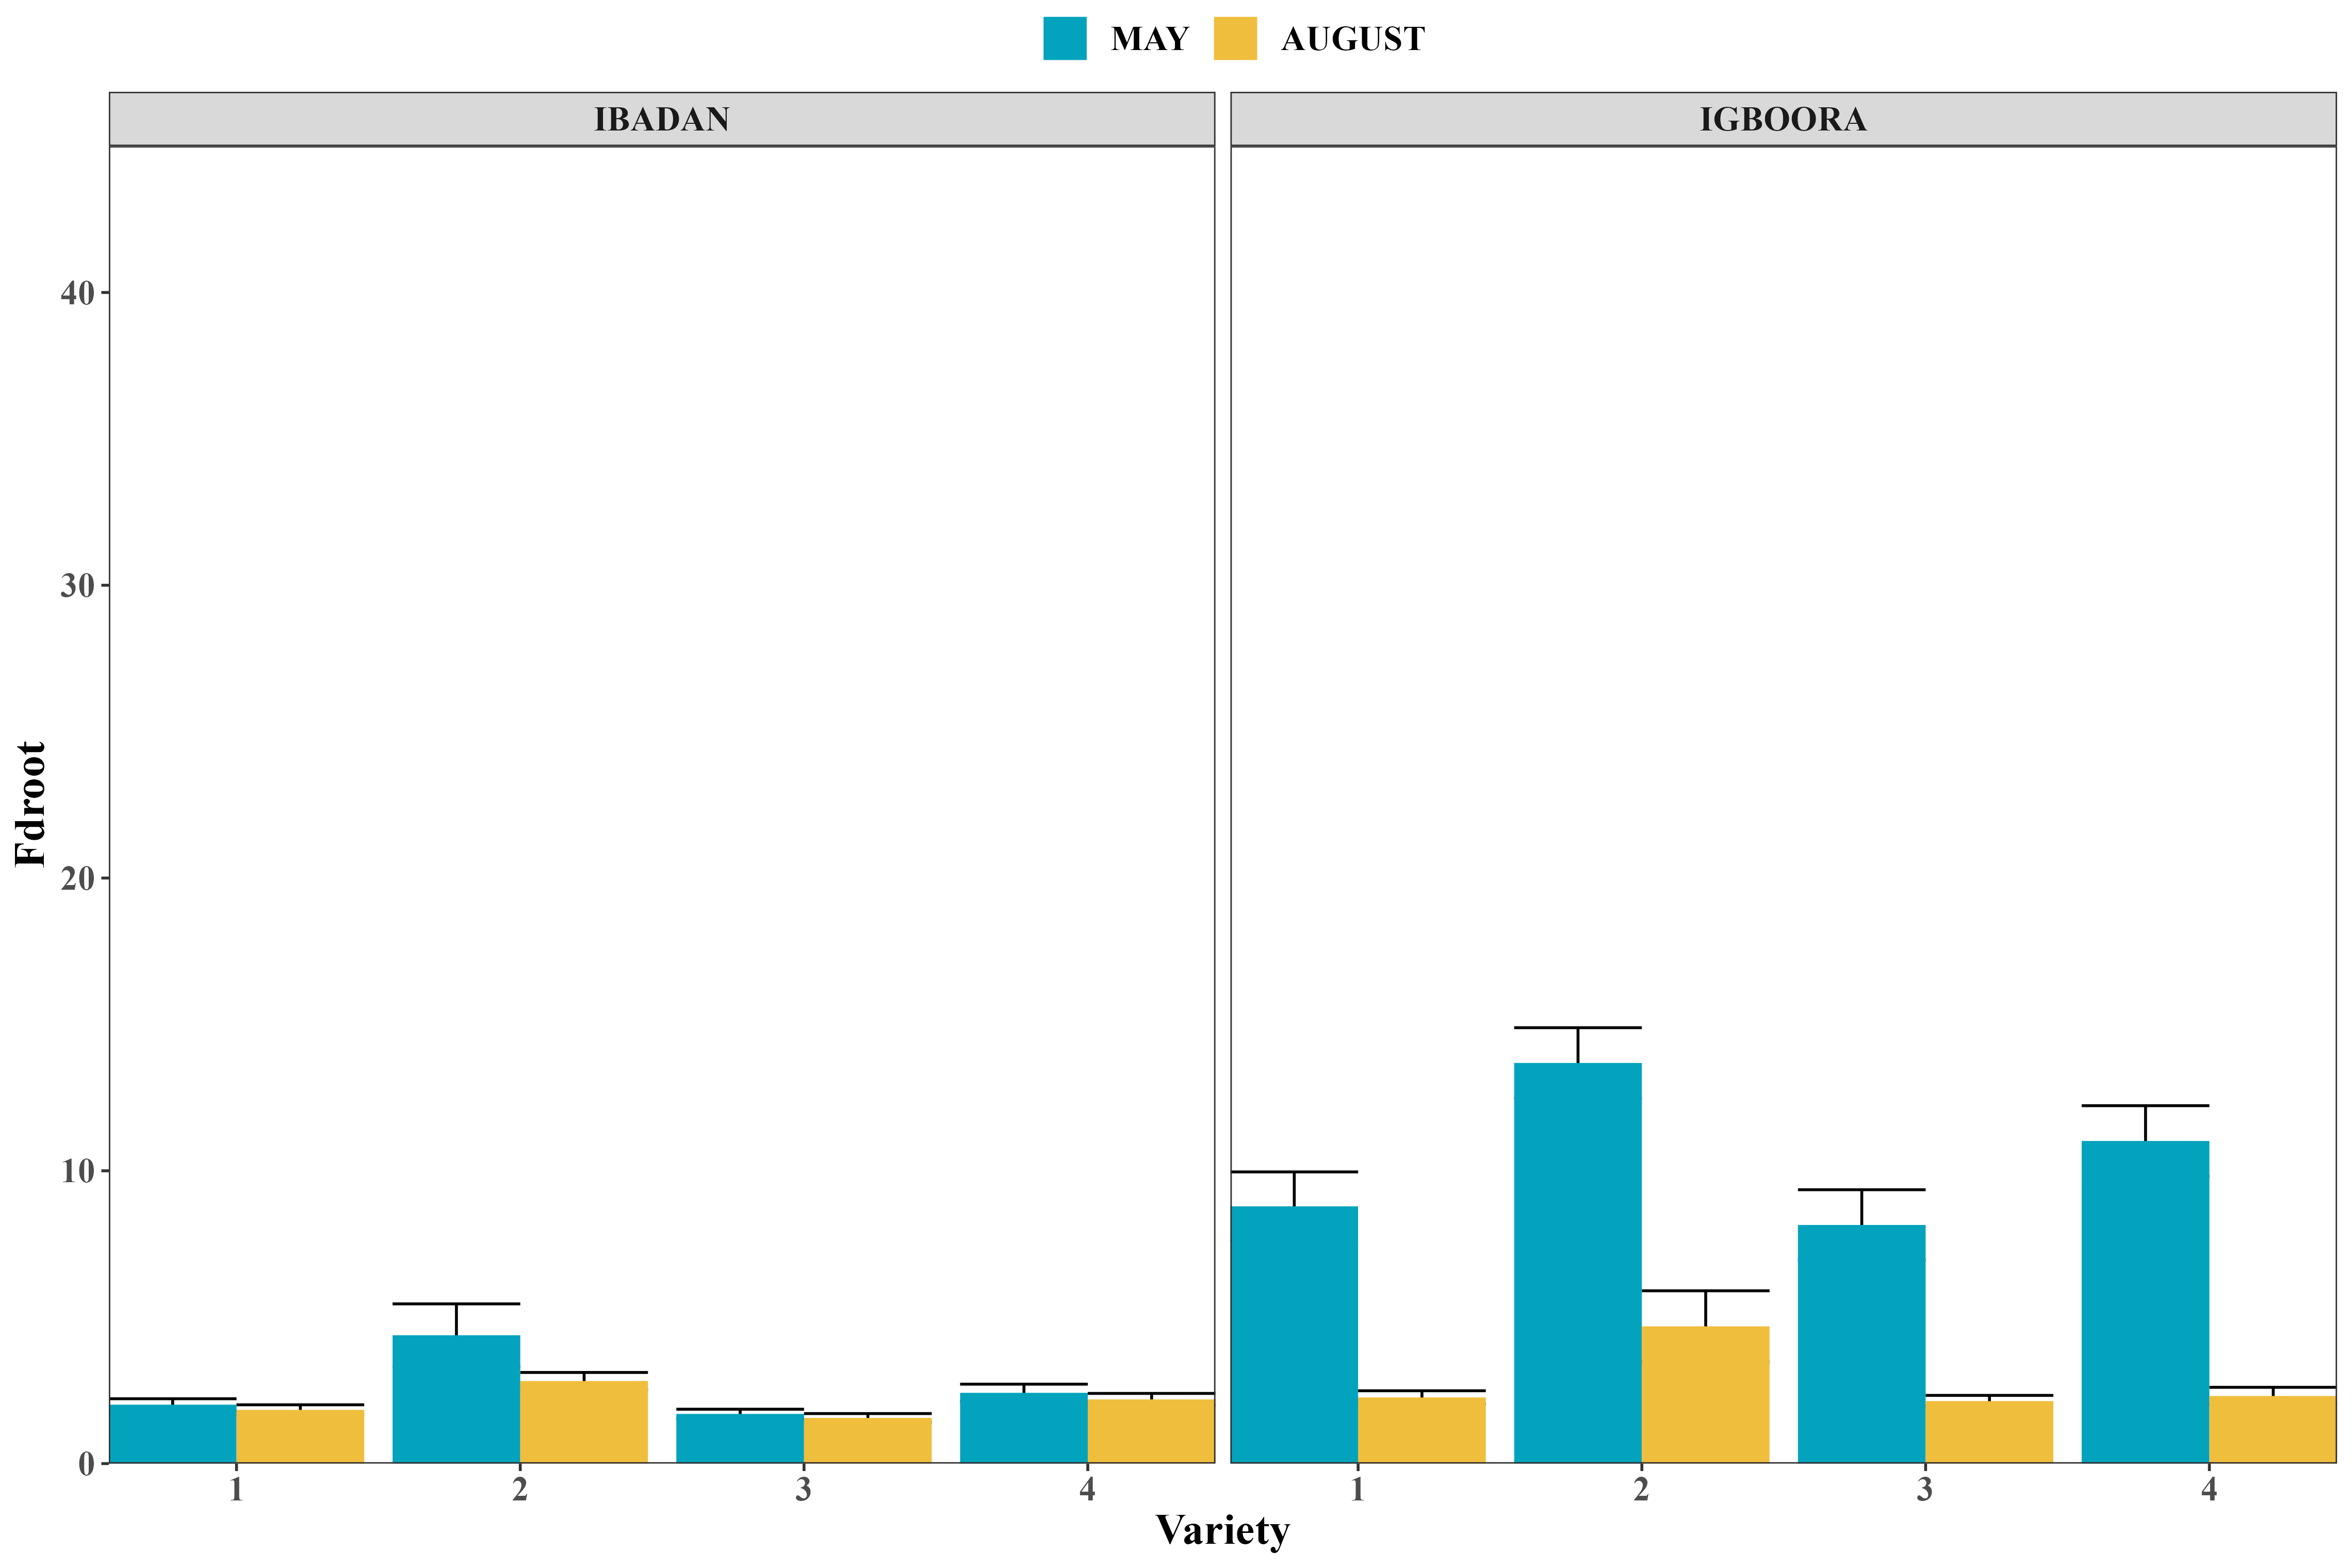 MAY AUGUST
IBADAN IGBOORA
40
30
20
10
0
Fdroot
1 2 3 4 1 2 3 4
Variety